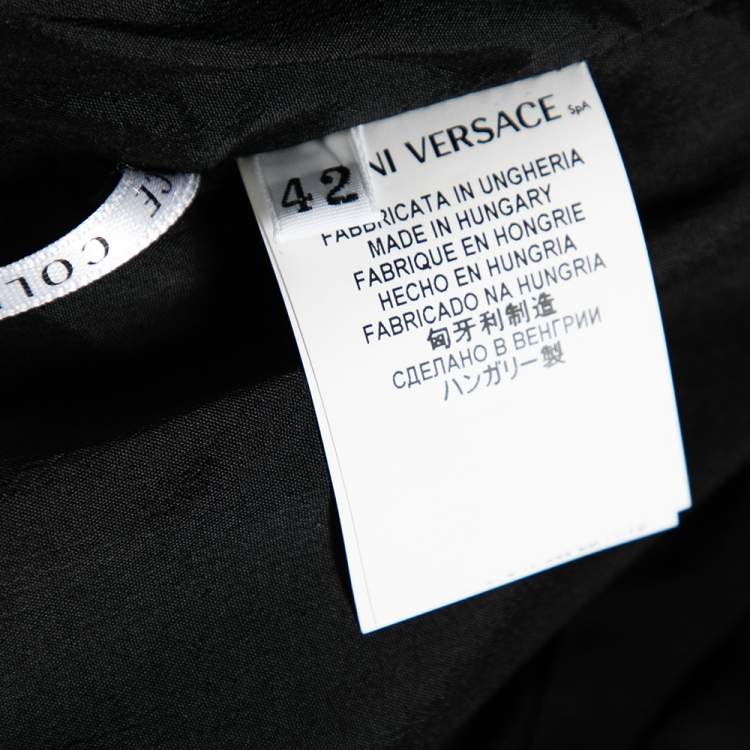 NI VERSACE SpA
42
FABBRICATA IN UNGHERIA
MADE IN HUNGARY
FABRIQUE EN HONGRIE
HECHO EN HUNGRIA
FABRICADO NA HUNGRIA
匈牙利制造
СДЕЛАНО В ВЕНГРИИ
ハンガリー製